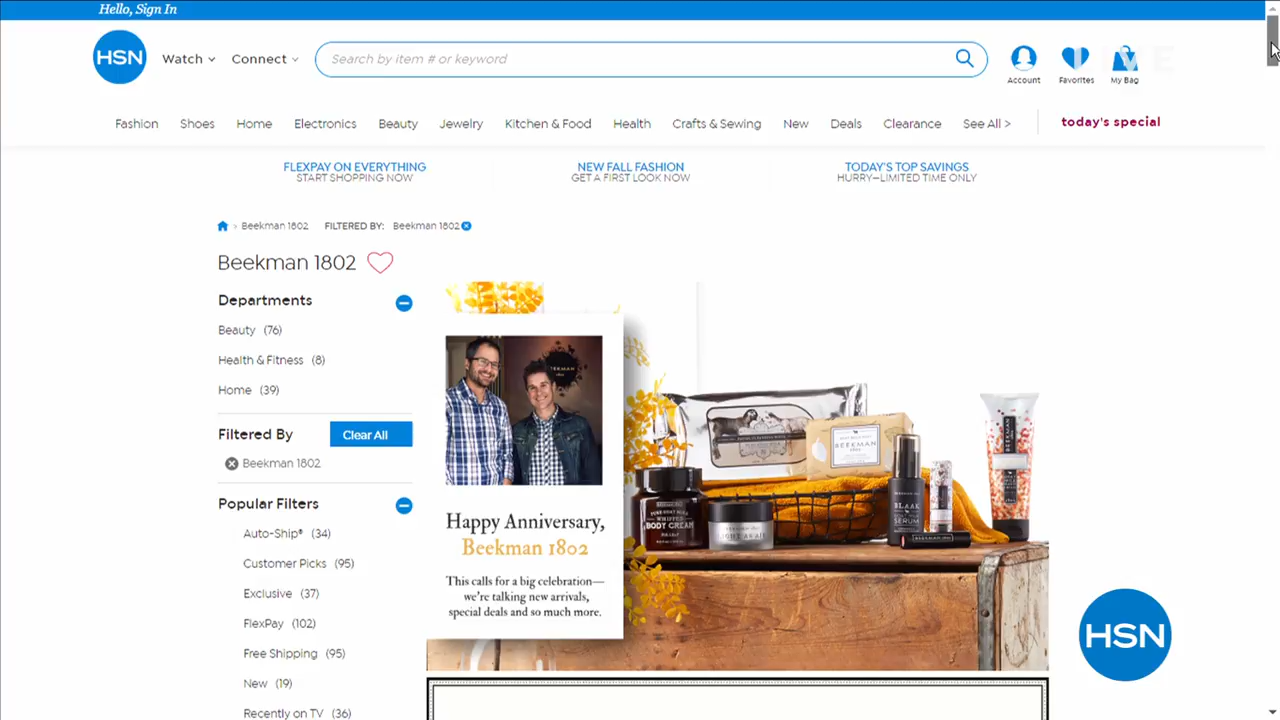 Hello, Sign In
HSN
Watch
Connect
Search by item # or keyword
Account
Favorites
My Bag
LIVE
Fashion
Shoes
Home
Electronics
Beauty
Jewelry
Kitchen & Food
Health
Crafts & Sewing
New
Deals
Clearance
See All >
today's special
FLEXPAY ON EVERYTHING
START SHOPPING NOW
NEW FALL FASHION
GET A FIRST LOOK NOW
TODAY'S TOP SAVINGS
HURRY—LIMITED TIME ONLY
> Beekman 1802 FILTERED BY: Beekman 1802
Beekman 1802
Departments
Beauty (76)
Health & Fitness (8)
Home (39)
Filtered By
Clear All
Beekman 1802
Popular Filters
Auto-Ship® (34)
Customer Picks (95)
Exclusive (37)
FlexPay (102)
Free Shipping (95)
New (19)
Recently on TV (36)
Happy Anniversary,
Beekman 1802
This calls for a big celebration—
we're talking new arrivals,
special deals and so much more.
BEEKMAN
1802
WHIPPED
BODY CREAM
BLAAK
SERUM
HSN